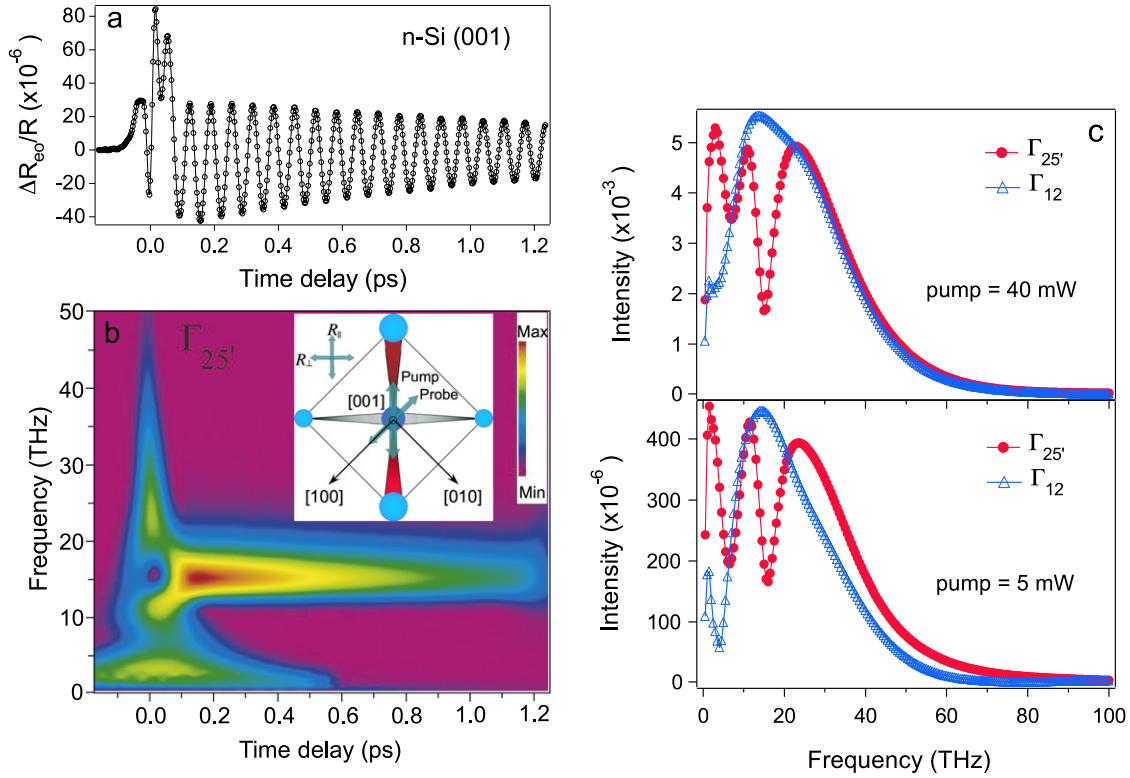 a
n-Si (001)
ΔR_eo/R (x10^-6)
80
60
40
20
0
-20
-40
0.0 0.2 0.4 0.6 0.8 1.0 1.2
Time delay (ps)
b
Γ25'
R∥
R⊥
Pump
Probe
[001]
[100]
[010]
Max
Min
Frequency (THz)
50
40
30
20
10
0
0.0 0.2 0.4 0.6 0.8 1.0 1.2
Time delay (ps)
c
Γ25'
Γ12
pump = 40 mW
Intensity (x10^-3)
5
4
3
2
1
0
Γ25'
Γ12
pump = 5 mW
Intensity (x10^-6)
400
300
200
100
0
0 20 40 60 80 100
Frequency (THz)